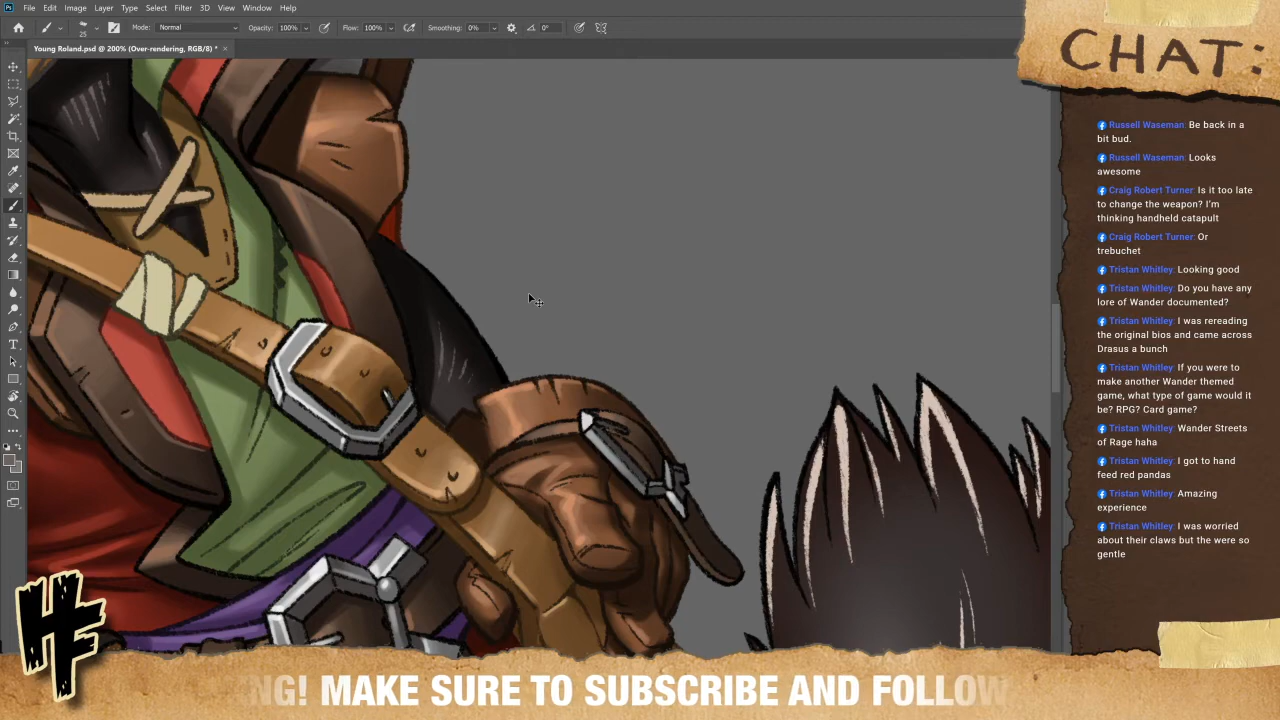 Ps File Edit Image Layer Type Select Filter 3D View Window Help
25 Mode: Normal Opacity: 100% Flow: 100% Smoothing: 0% 0°
Young Roland.psd @ 200% (Over-rendering, RGB/8) * ×
CHAT:
Russell Waseman: Be back in a
bit bud.
Russell Waseman: Looks
awesome
Craig Robert Turner: Is it too late
to change the weapon? I'm
thinking handheld catapult
Craig Robert Turner: Or
trebuchet
Tristan Whitley: Looking good
Tristan Whitley: Do you have any
lore of Wander documented?
Tristan Whitley: I was rereading
the original bios and came across
Drasus a bunch
Tristan Whitley: If you were to
make another Wander themed
game, what type of game would it
be? RPG? Card game?
Tristan Whitley: Wander Streets
of Rage haha
Tristan Whitley: I got to hand
feed red pandas
Tristan Whitley: Amazing
experience
Tristan Whitley: I was worried
about their claws but the were so
gentle
HF
NG! MAKE SURE TO SUBSCRIBE AND FOLLOW